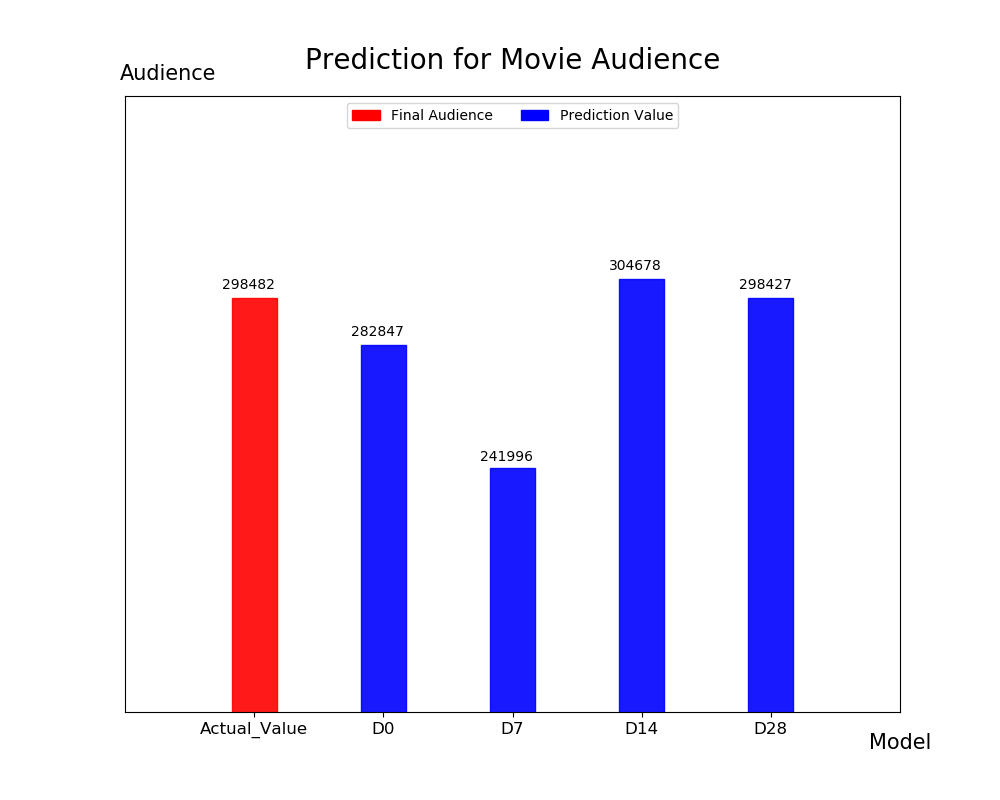 Prediction for Movie Audience
Audience
Final Audience
Prediction Value
304678
298482
298427
282847
241996
Actual_Value
D0
D7
D14
D28
Model